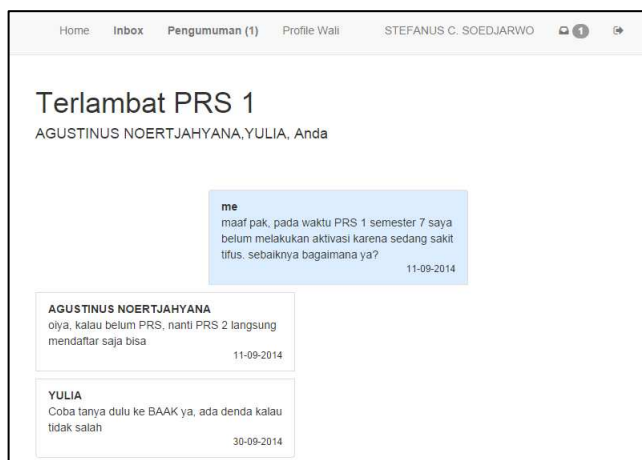 Home Inbox Pengumuman (1) Profile Wali STEFANUS C. SOEDJARWO 1
Terlambat PRS 1
AGUSTINUS NOERTJAHYANA,YULIA, Anda
me
maaf pak, pada waktu PRS 1 semester 7 saya
belum melakukan aktivasi karena sedang sakit
tifus. sebaiknya bagaimana ya?
11-09-2014
AGUSTINUS NOERTJAHYANA
oiya, kalau belum PRS, nanti PRS 2 langsung
mendaftar saja bisa
11-09-2014
YULIA
Coba tanya dulu ke BAAK ya, ada denda kalau
tidak salah
30-09-2014